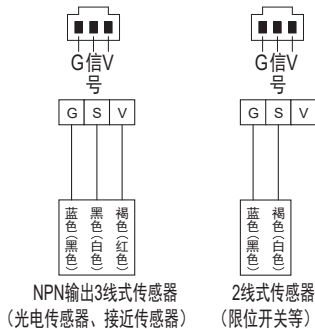 G信V
号
G S V
蓝色(黑色) 黑色(白色) 褐色(红色)
NPN输出3线式传感器
(光电传感器、接近传感器)
G信V
号
G S V
蓝色(黑色) 褐色(白色)
2线式传感器
(限位开关等)